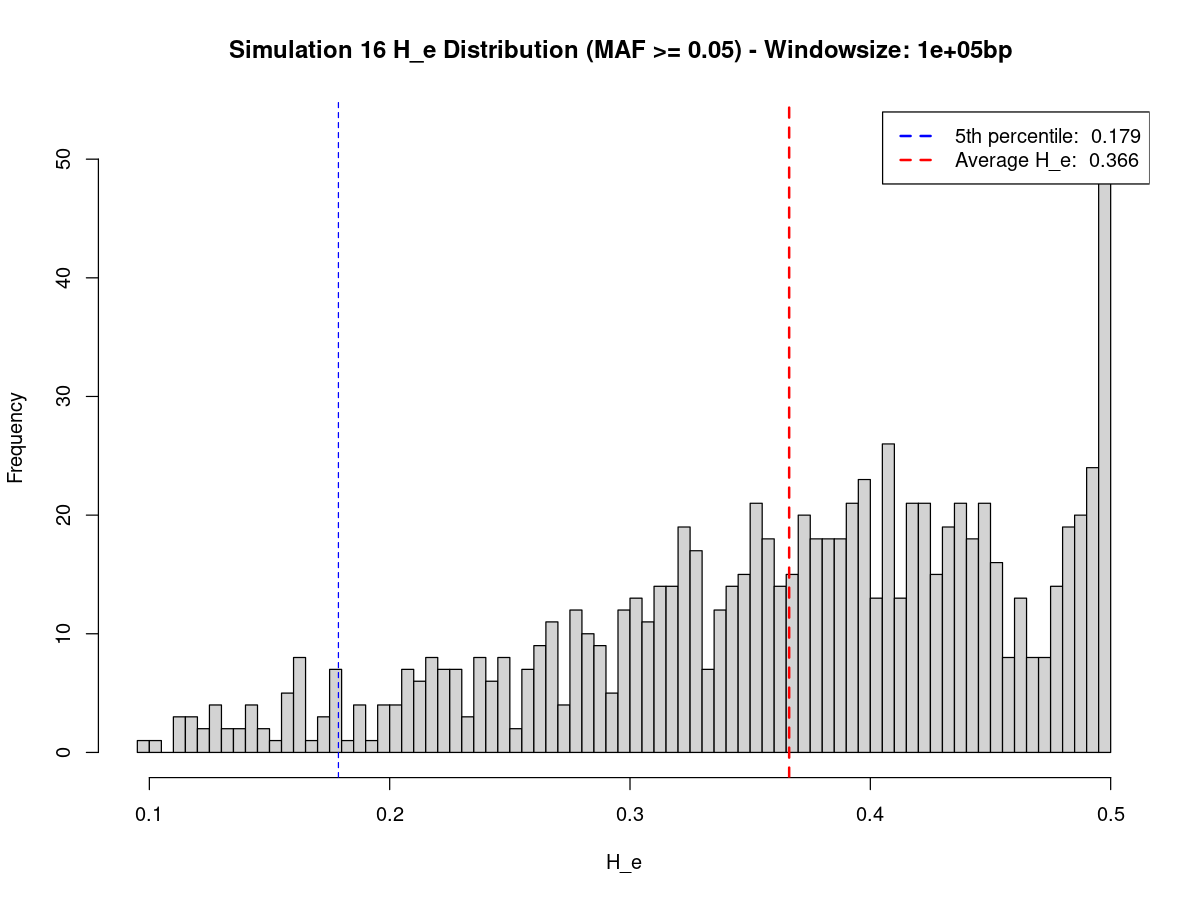 Simulation 16 H_e Distribution (MAF >= 0.05) - Windowsize: 1e+05bp
5th percentile: 0.179
Average H_e: 0.366
50
40
30
20
10
0
Frequency
0.1 0.2 0.3 0.4 0.5
H_e